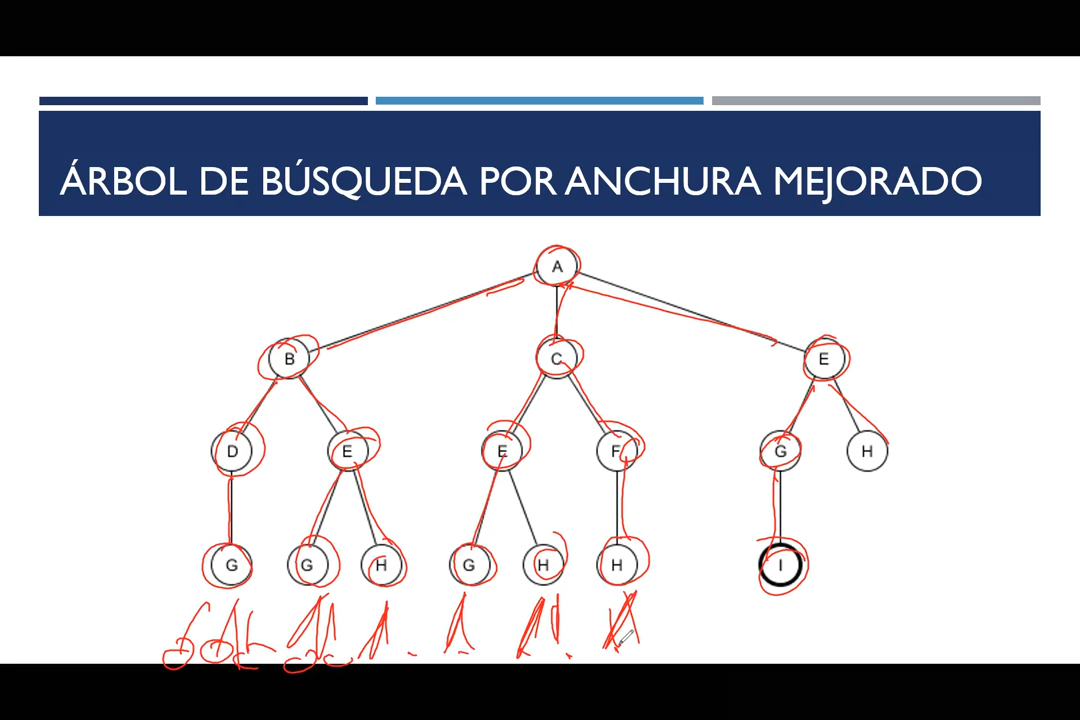 ÁRBOL DE BÚSQUEDA POR ANCHURA MEJORADO
A
B C E
D E E F G H
G G H G H H I